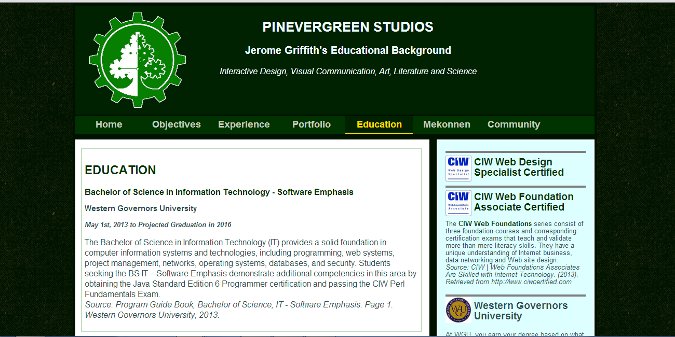 PINEVERGREEN STUDIOS
Jerome Griffith's Educational Background
Interactive Design, Visual Communication, Art, Literature and Science
Home Objectives Experience Portfolio Education Mekonnen Community
EDUCATION
Bachelor of Science in Information Technology - Software Emphasis
Western Governors University
May 1st, 2013 to Projected Graduation in 2016
The Bachelor of Science in Information Technology (IT) provides a solid foundation in
computer information systems and technologies, including programming, web systems,
project management, networks, operating systems, databases, and security. Students
seeking the BS IT - Software Emphasis demonstrate additional competencies in this area by
obtaining the Java Standard Edition 6 Programmer certification and passing the CIW Perl
Fundamentals Exam.
Source: Program Guide Book, Bachelor of Science, IT - Software Emphasis. Page 1.
Western Governors University, 2013.
CIW
Web Design
Specialist
CIW Web Design
Specialist Certified
CIW
Associate
CIW Web Foundation
Associate Certified
The CIW Web Foundations series consist of
three foundation courses and corresponding
certification exams that teach and validate
more than mere literacy skills. They have a
unique understanding of Internet business,
data networking and Web site design.
Source: CIW | Web Foundations Associates
Are Skilled with Internet Technology. (2013).
Retrieved from http://www.ciwcertified.com
Western Governors
University
At WGU, you earn your degree based on what